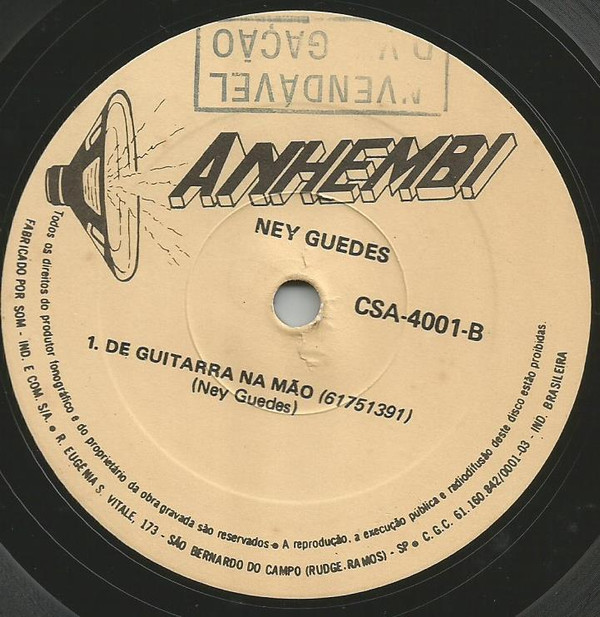 INVENDÁVEL
DIV GAÇÃO
ANHEMBI
NEY GUEDES
CSA-4001-B
1. DE GUITARRA NA MÃO (61751391)
(Ney Guedes)
Todos os direitos do produtor fonográfico e do proprietário da obra gravada são reservados ● A reprodução, a execução pública e radiodifusão deste disco estão proibidas.
FABRICADO POR SOM - IND. E COM. S/A. ● R. EUGÊNIA S. VITALE, 173 - SÃO BERNARDO DO CAMPO (RUDGE.RAMOS) - SP ● C.G.C. 61.160.842/0001-03 : IND. BRASILEIRA